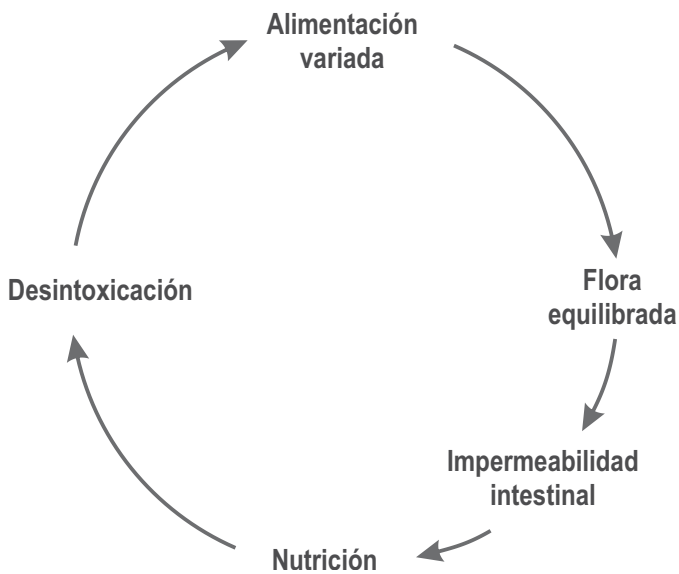 Alimentación
variada
Flora
equilibrada
Impermeabilidad
intestinal
Nutrición
Desintoxicación